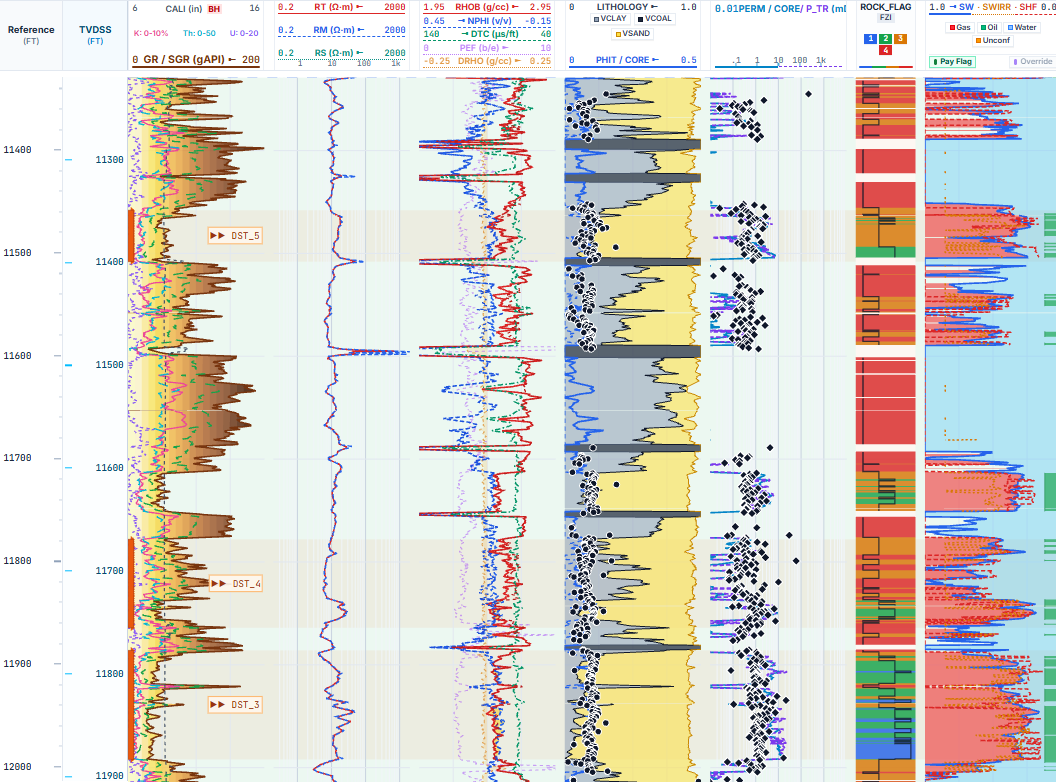 Reference
(FT)
TVDSS
(FT)
6 CALI (in) BH 16
K: 0-10% Th: 0-50 U: 0-20
0 GR / SGR (gAPI) 200
0.2 RT (Ω·m) 2000
0.2 RM (Ω·m) 2000
0.2 RS (Ω·m) 2000
1 10 100 1k
1.95 RHOB (g/cc) 2.95
0.45 NPHI (v/v) -0.15
140 DTC (µs/ft) 40
0 PEF (b/e) 10
-0.25 DRHO (g/cc) 0.25
0 LITHOLOGY 1.0
VCLAY VCOAL
VSAND
0 PHIT / CORE 0.5
0.01PERM / CORE/ P_TR (ml
.1 1 10 100 1k
ROCK_FLAG
FZI
1 2 3
4
1.0 SW · SWIRR · SHF 0.0
Gas Oil Water
Unconf
Pay Flag Override
11400
11300
DST_5
11500
11400
11600
11500
11700
11600
11800
11700
DST_4
11900
11800
DST_3
12000
11900